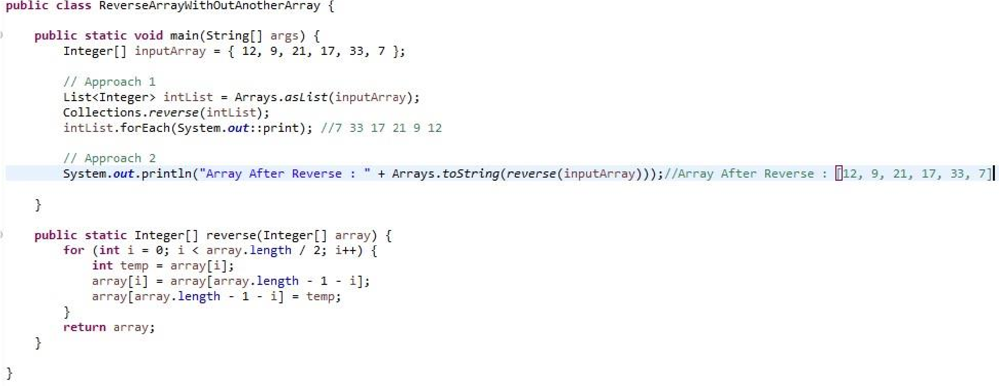 public class ReverseArrayWithOutAnotherArray {
public static void main(String[] args) {
Integer[] inputArray = { 12, 9, 21, 17, 33, 7 };
// Approach 1
List<Integer> intList = Arrays.asList(inputArray);
Collections.reverse(intList);
intList.forEach(System.out::print); //7 33 17 21 9 12
// Approach 2
System.out.println("Array After Reverse : " + Arrays.toString(reverse(inputArray)));//Array After Reverse : [12, 9, 21, 17, 33, 7]
}
public static Integer[] reverse(Integer[] array) {
for (int i = 0; i < array.length / 2; i++) {
int temp = array[i];
array[i] = array[array.length - 1 - i];
array[array.length - 1 - i] = temp;
}
return array;
}
}